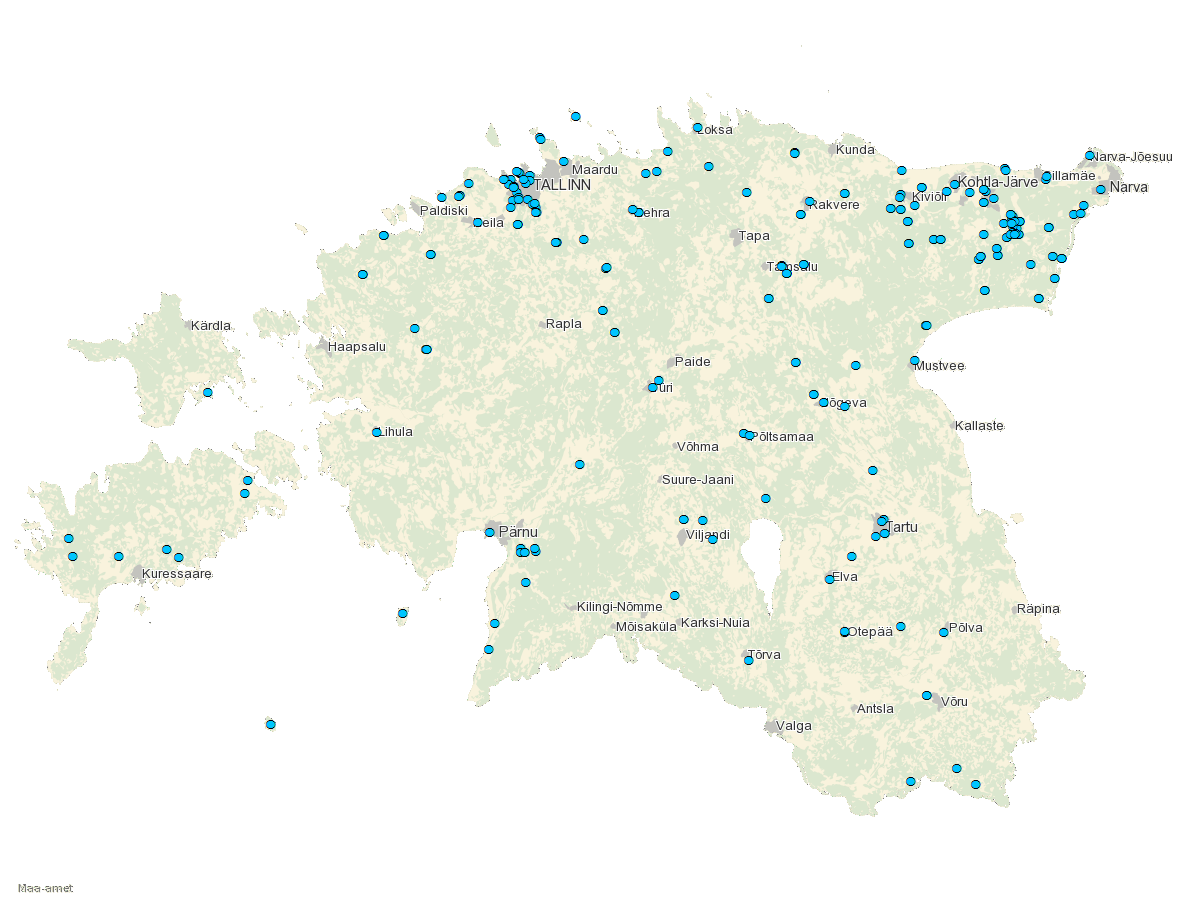 Loksa
Kunda
Narva-Jõesuu
Maardu
Sillamäe
Kohtla-Järve
TALLINN
Narva
Kiviõli
Rakvere
Paldiski
Kehra
Keila
Tapa
Tamsalu
Kärdla
Rapla
Haapsalu
Paide
Mustvee
Türi
Jõgeva
Kallaste
Lihula
Põltsamaa
Võhma
Suure-Jaani
Tartu
Pärnu
Viljandi
Kuressaare
Elva
Kilingi-Nõmme
Räpina
Karksi-Nuia
Mõisaküla
Otepää
Põlva
Tõrva
Võru
Antsla
Valga
Maa-amet